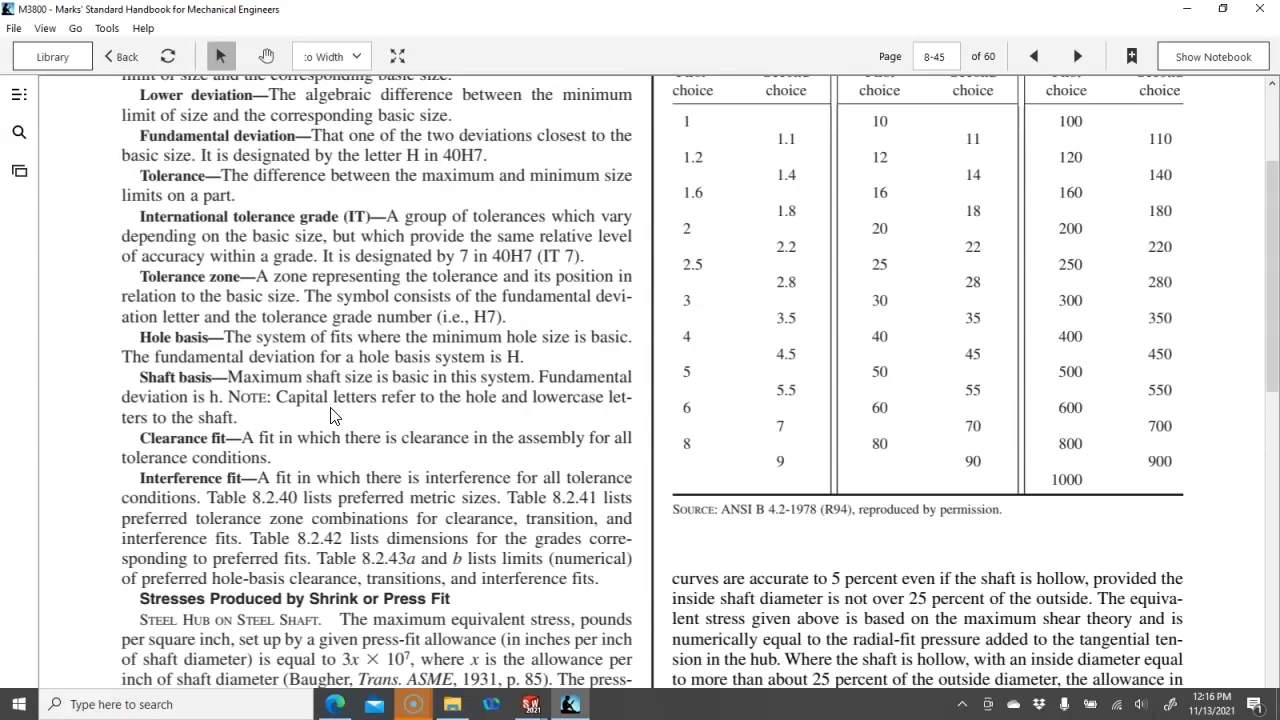 M3800 - Marks' Standard Handbook for Mechanical Engineers
File View Go Tools Help
Library Back :o Width Page 8-45 of 60 Show Notebook
limit of size and the corresponding basic size.
Lower deviation—The algebraic difference between the minimum
limit of size and the corresponding basic size.
Fundamental deviation—That one of the two deviations closest to the
basic size. It is designated by the letter H in 40H7.
Tolerance—The difference between the maximum and minimum size
limits on a part.
International tolerance grade (IT)—A group of tolerances which vary
depending on the basic size, but which provide the same relative level
of accuracy within a grade. It is designated by 7 in 40H7 (IT 7).
Tolerance zone—A zone representing the tolerance and its position in
relation to the basic size. The symbol consists of the fundamental devi-
ation letter and the tolerance grade number (i.e., H7).
Hole basis—The system of fits where the minimum hole size is basic.
The fundamental deviation for a hole basis system is H.
Shaft basis—Maximum shaft size is basic in this system. Fundamental
deviation is h. NOTE: Capital letters refer to the hole and lowercase let-
ters to the shaft.
Clearance fit—A fit in which there is clearance in the assembly for all
tolerance conditions.
Interference fit—A fit in which there is interference for all tolerance
conditions. Table 8.2.40 lists preferred metric sizes. Table 8.2.41 lists
preferred tolerance zone combinations for clearance, transition, and
interference fits. Table 8.2.42 lists dimensions for the grades corre-
sponding to preferred fits. Table 8.2.43a and b lists limits (numerical)
of preferred hole-basis clearance, transitions, and interference fits.
Stresses Produced by Shrink or Press Fit
STEEL HUB ON STEEL SHAFT. The maximum equivalent stress, pounds
per square inch, set up by a given press-fit allowance (in inches per inch
of shaft diameter) is equal to 3x × 10⁷, where x is the allowance per
inch of shaft diameter (Baugher, Trans. ASME, 1931, p. 85). The press-
choice choice choice choice choice choice
1 10 100
1.1 11 110
1.2 12 120
1.4 14 140
1.6 16 160
1.8 18 180
2 20 200
2.2 22 220
2.5 25 250
2.8 28 280
3 30 300
3.5 35 350
4 40 400
4.5 45 450
5 50 500
5.5 55 550
6 60 600
7 70 700
8 80 800
9 90 900
1000
SOURCE: ANSI B 4.2-1978 (R94), reproduced by permission.
curves are accurate to 5 percent even if the shaft is hollow, provided the
inside shaft diameter is not over 25 percent of the outside. The equiva-
lent stress given above is based on the maximum shear theory and is
numerically equal to the radial-fit pressure added to the tangential ten-
sion in the hub. Where the shaft is hollow, with an inside diameter equal
to more than about 25 percent of the outside diameter, the allowance in
Type here to search
SW
2021
12:16 PM
11/13/2021
1